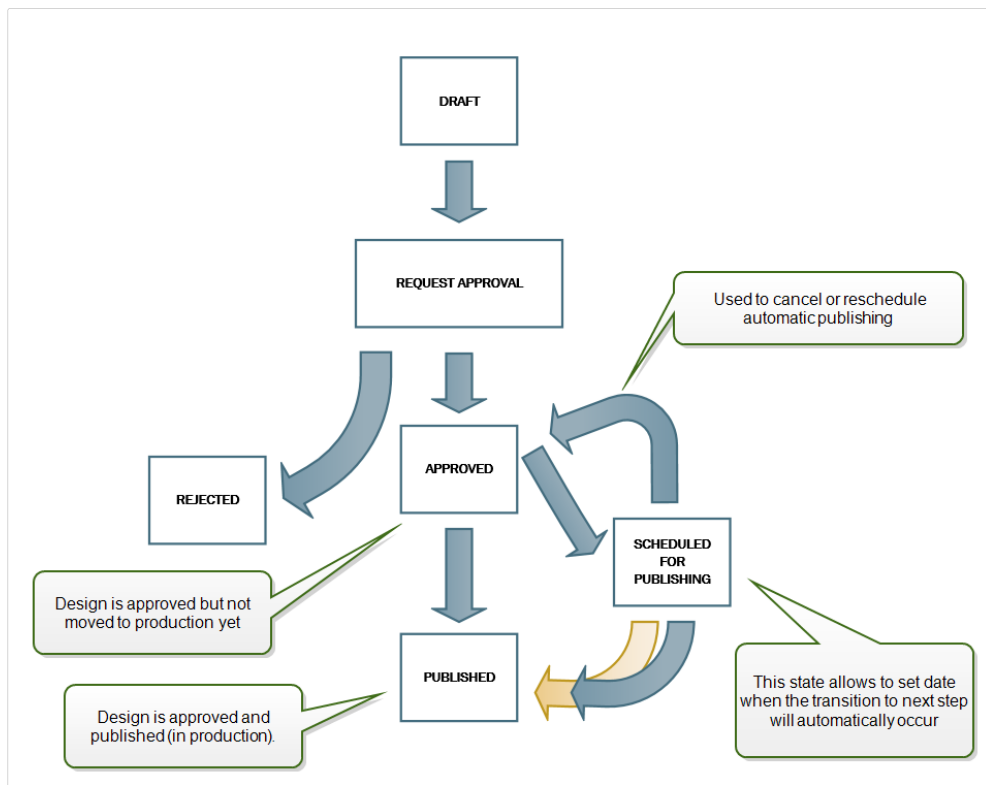 DRAFT
REQUEST APPROVAL
Used to cancel or reschedule
automatic publishing
APPROVED
REJECTED
SCHEDULED
FOR
PUBLISHING
Design is approved but not
moved to production yet
PUBLISHED
This state allows to set date
when the transition to next step
will automatically occur
Design is approved and
published (in production).